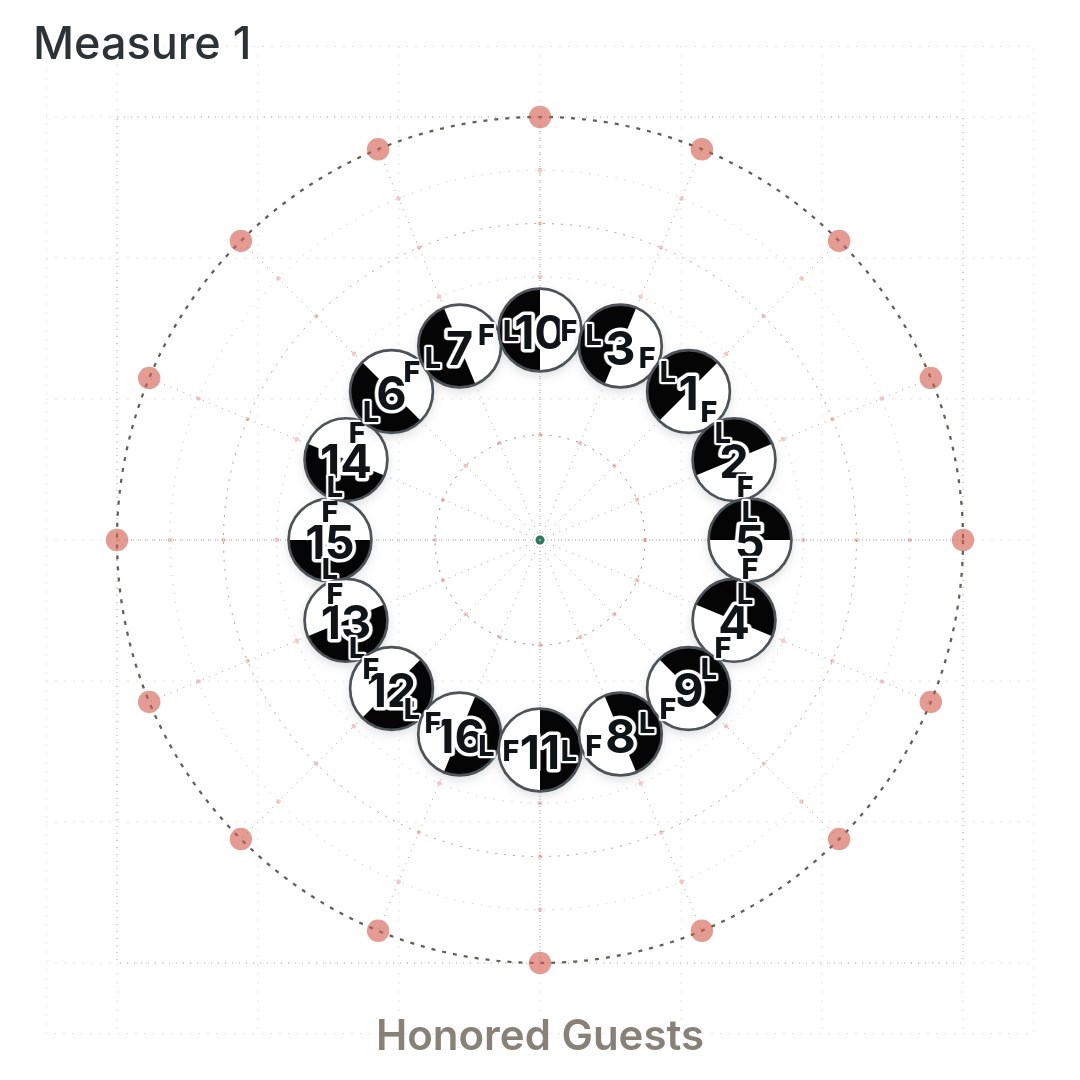 Measure 1
L 10 F
7 F L
L 3 F
6 F L
L 1 F
F 14 L
L 2 F
F 15 L
L 5 F
F 13 L
L 4 F
F 12 L
L 9 F
F 16 L
F 8 L
F 11 L
Honored Guests